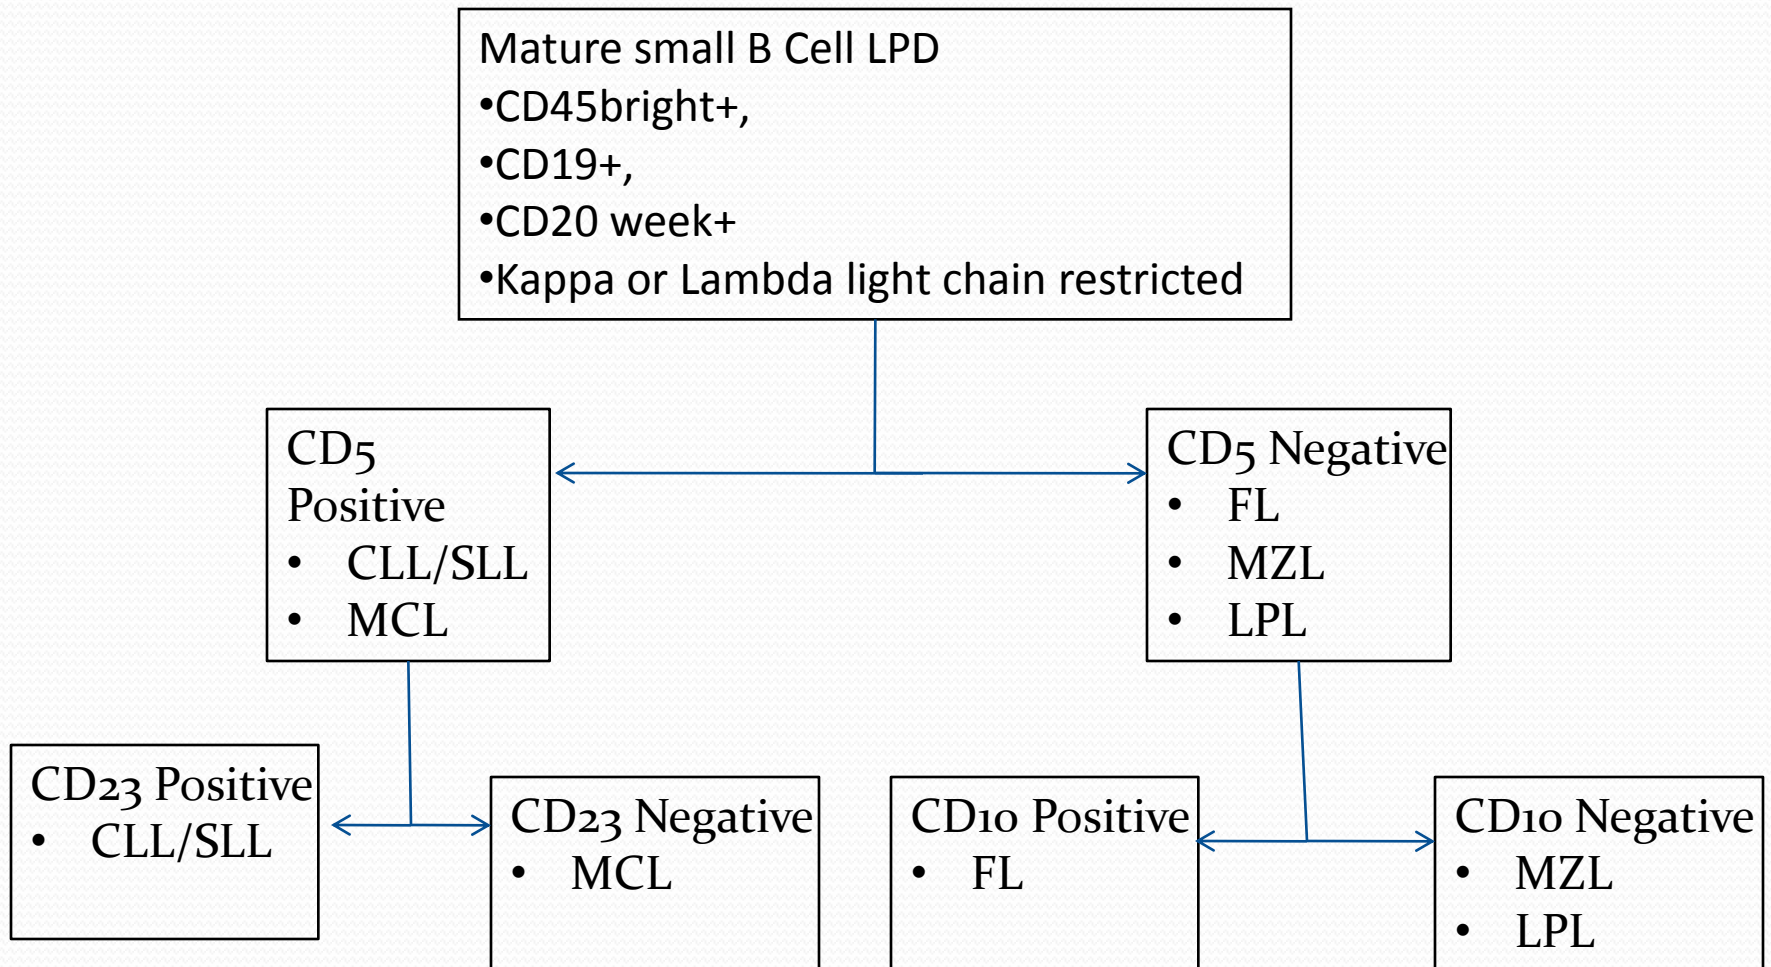 Mature small B Cell LPD
•CD45bright+,
•CD19+,
•CD20 week+
•Kappa or Lambda light chain restricted
CD5
Positive
• CLL/SLL
• MCL
CD5 Negative
• FL
• MZL
• LPL
CD23 Positive
• CLL/SLL
CD23 Negative
• MCL
CD10 Positive
• FL
CD10 Negative
• MZL
• LPL